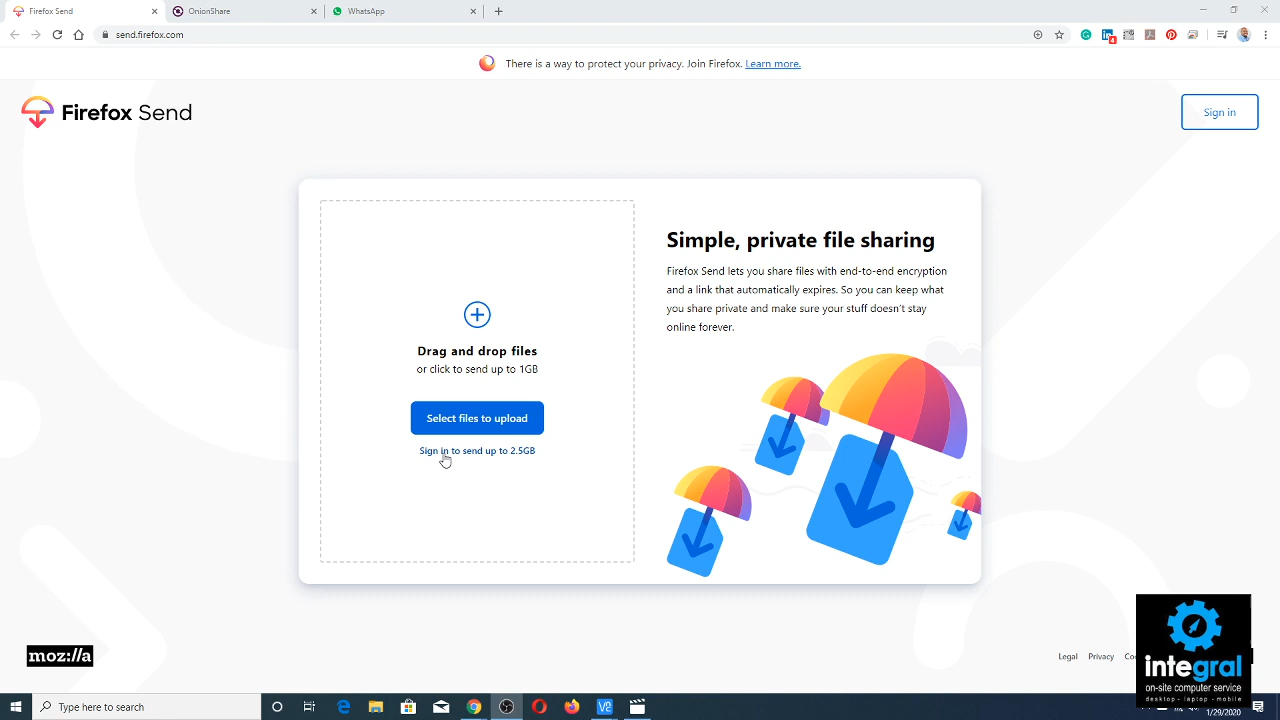 Firefox Send
OnionShare
WhatsApp
send.firefox.com
4
There is a way to protect your privacy. Join Firefox. Learn more.
Firefox Send
Sign in
Drag and drop files
or click to send up to 1GB
Select files to upload
Sign in to send up to 2.5GB
Simple, private file sharing
Firefox Send lets you share files with end-to-end encryption
and a link that automatically expires. So you can keep what
you share private and make sure your stuff doesn't stay
online forever.
moz://a
Legal Privacy
integral
on-site computer service
desktop - laptop - mobile
Type here to search
1/29/2020